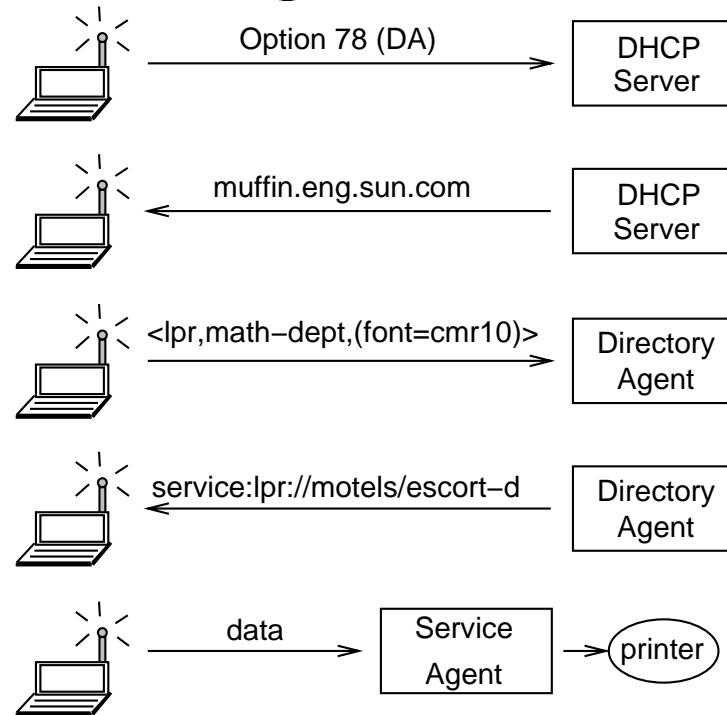 Option 78 (DA)
DHCP
Server
muffin.eng.sun.com
DHCP
Server
<lpr,math−dept,(font=cmr10)>
Directory
Agent
service:lpr://motels/escort−d
Directory
Agent
data
Service
Agent
printer